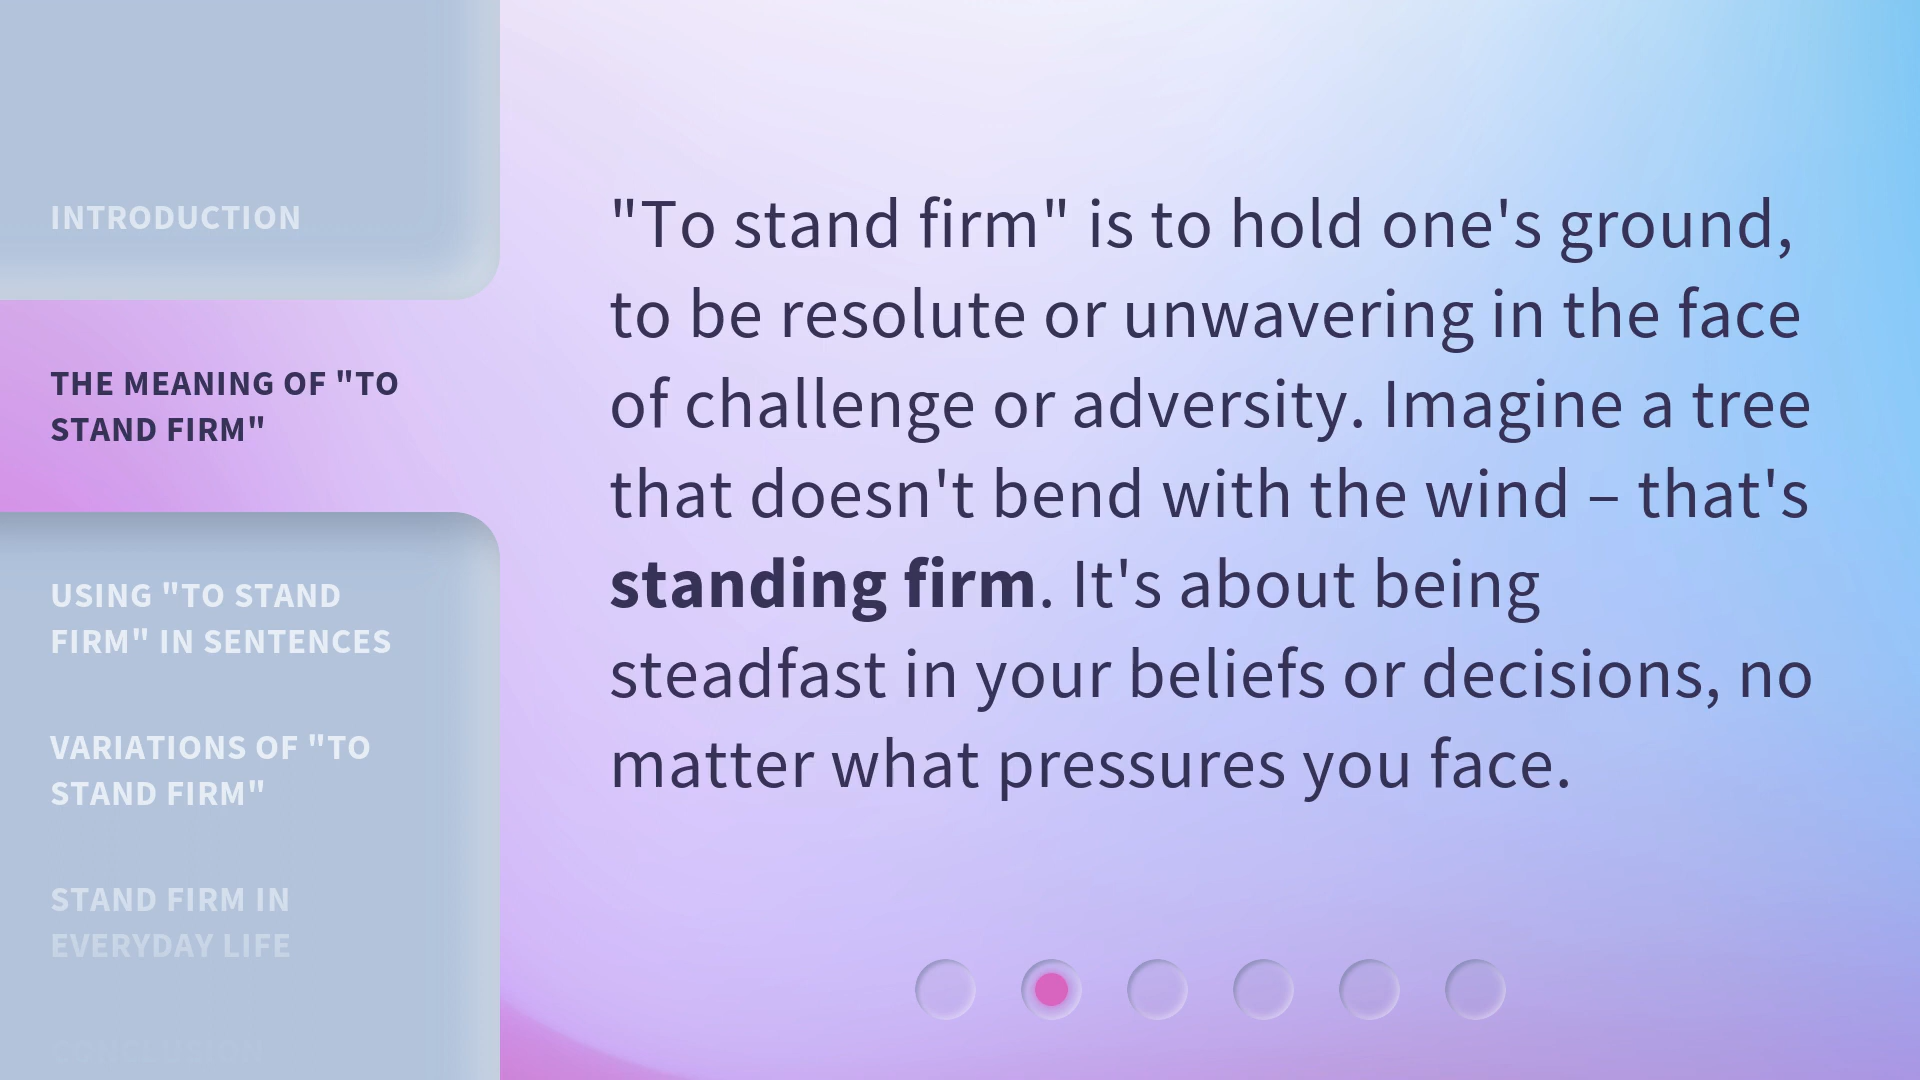 INTRODUCTION
THE MEANING OF "TO
STAND FIRM"
USING "TO STAND
FIRM" IN SENTENCES
VARIATIONS OF "TO
STAND FIRM"
STAND FIRM IN
EVERYDAY LIFE
CONCLUSION
"To stand firm" is to hold one's ground,
to be resolute or unwavering in the face
of challenge or adversity. Imagine a tree
that doesn't bend with the wind – that's
standing firm. It's about being
steadfast in your beliefs or decisions, no
matter what pressures you face.